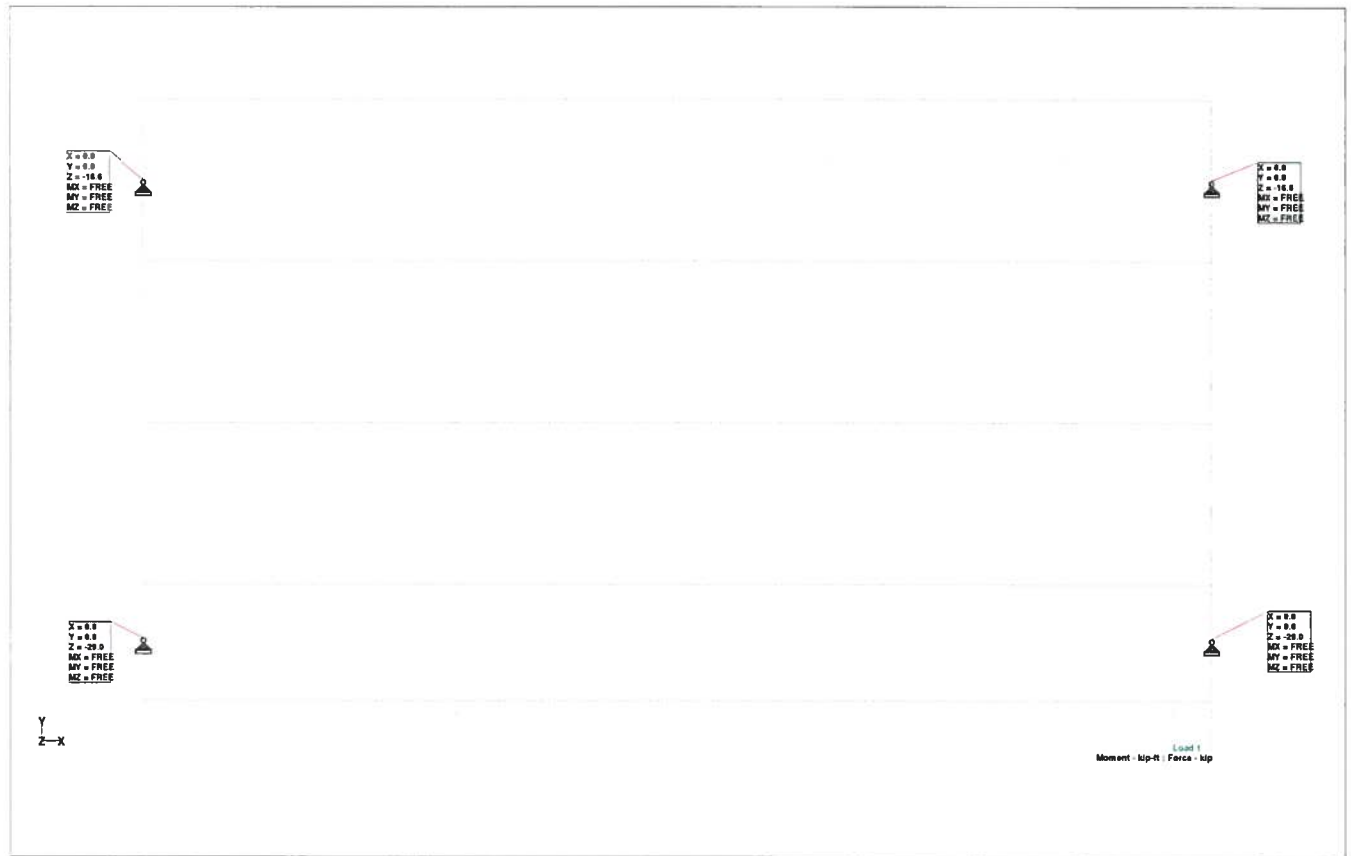 X = 0.0
Y = 0.0
Z = -16.6
MX = FREE
MY = FREE
MZ = FREE
X = 0.0
Y = 0.0
Z = -16.6
MX = FREE
MY = FREE
MZ = FREE
X = 0.0
Y = 0.0
Z = -29.0
MX = FREE
MY = FREE
MZ = FREE
X = 0.0
Y = 0.0
Z = -29.0
MX = FREE
MY = FREE
MZ = FREE
Y
Z X
Load 1
Moment - kip-ft : Force - kip